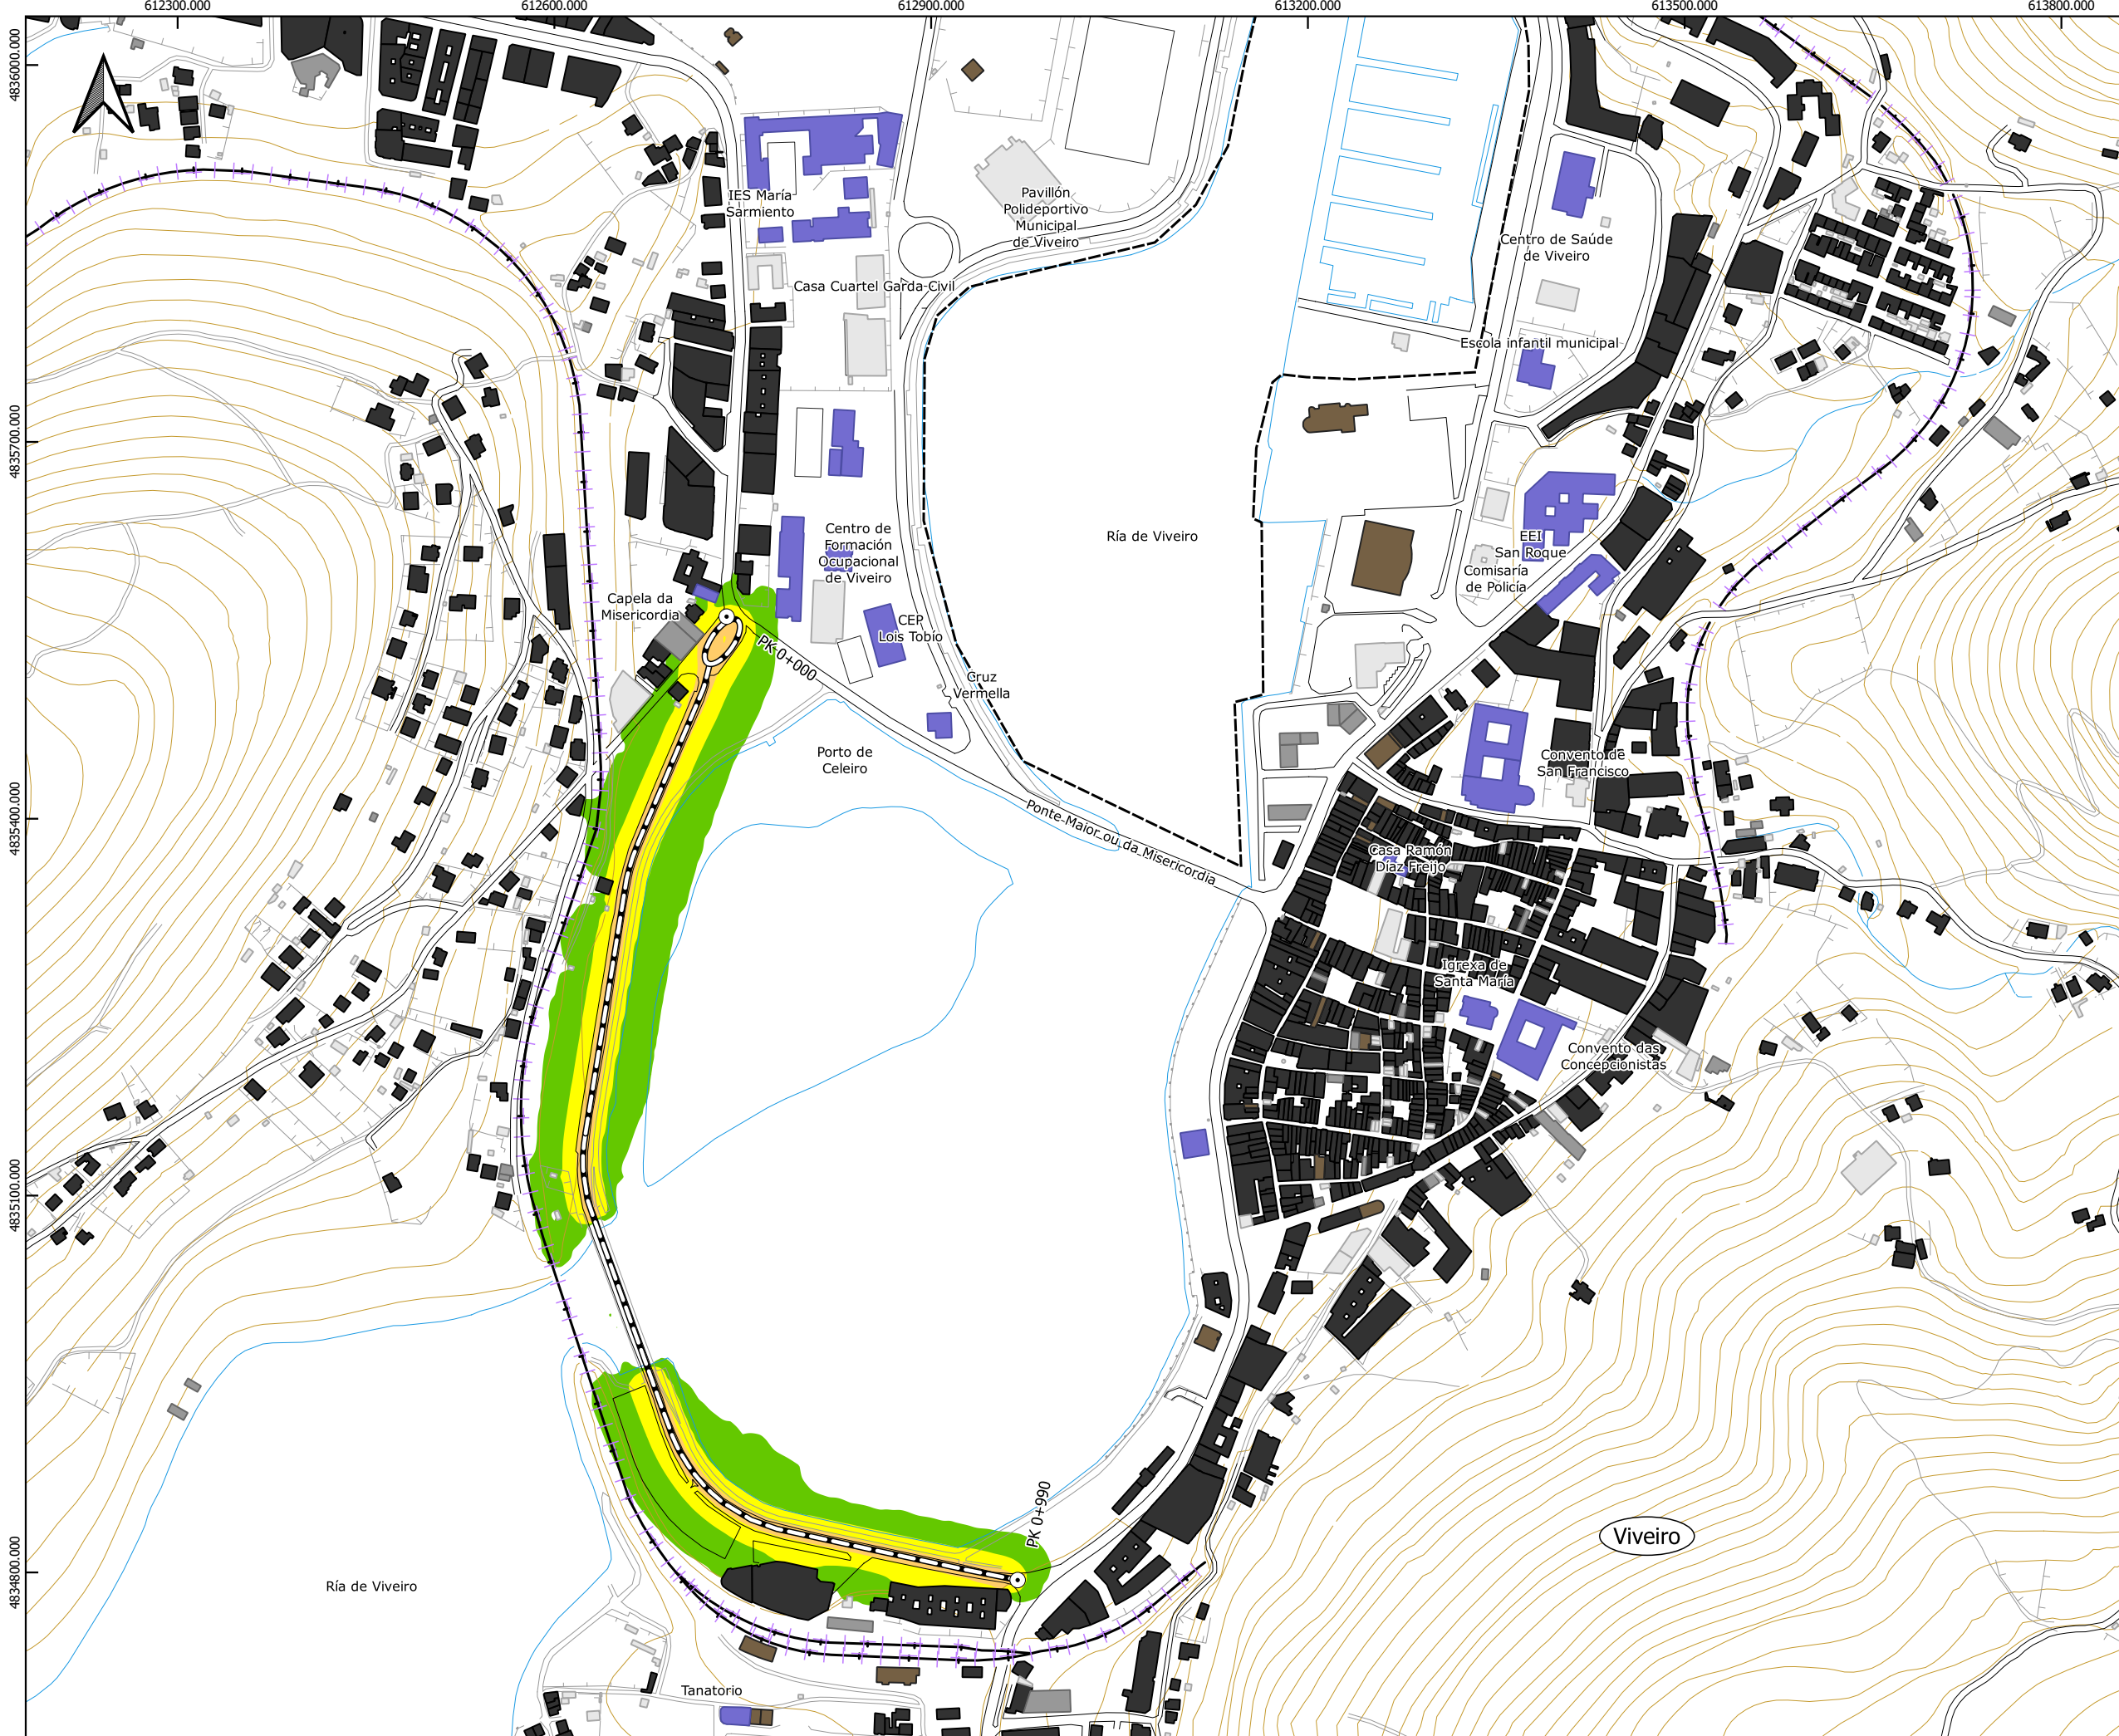 612300.000
612600.000
612900.000
613200.000
613500.000
613800.000
4836000.000
4835700.000
4835400.000
4835100.000
4834800.000
IES María
Sarmiento
Pavillón
Polideportivo
Municipal
de Viveiro
Centro de Saúde
de Viveiro
Casa Cuartel Garda Civil
Escola infantil municipal
Centro de
Formación
Ocupacional
de Viveiro
Ría de Viveiro
EEI
San Roque
Comisaría
de Policía
Capela da
Misericordia
CEP
Lois Tobío
PK 0+000
Cruz
Vermella
Porto de
Celeiro
Convento de
San Francisco
Ponte Maior ou da Misericordia
Casa Ramón
Díaz Freijo
Igrexa de
Santa María
Convento das
Concepcionistas
PK 0+990
Viveiro
Ría de Viveiro
Tanatorio